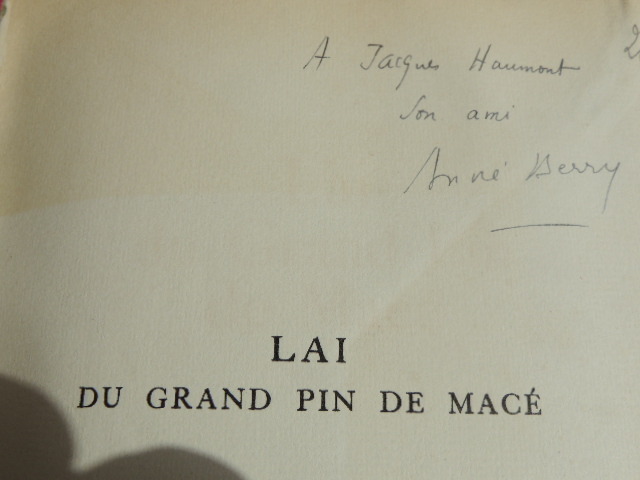 A Jacques Haumont
Son ami
André Berry
LAI
DU GRAND PIN DE MACÉ